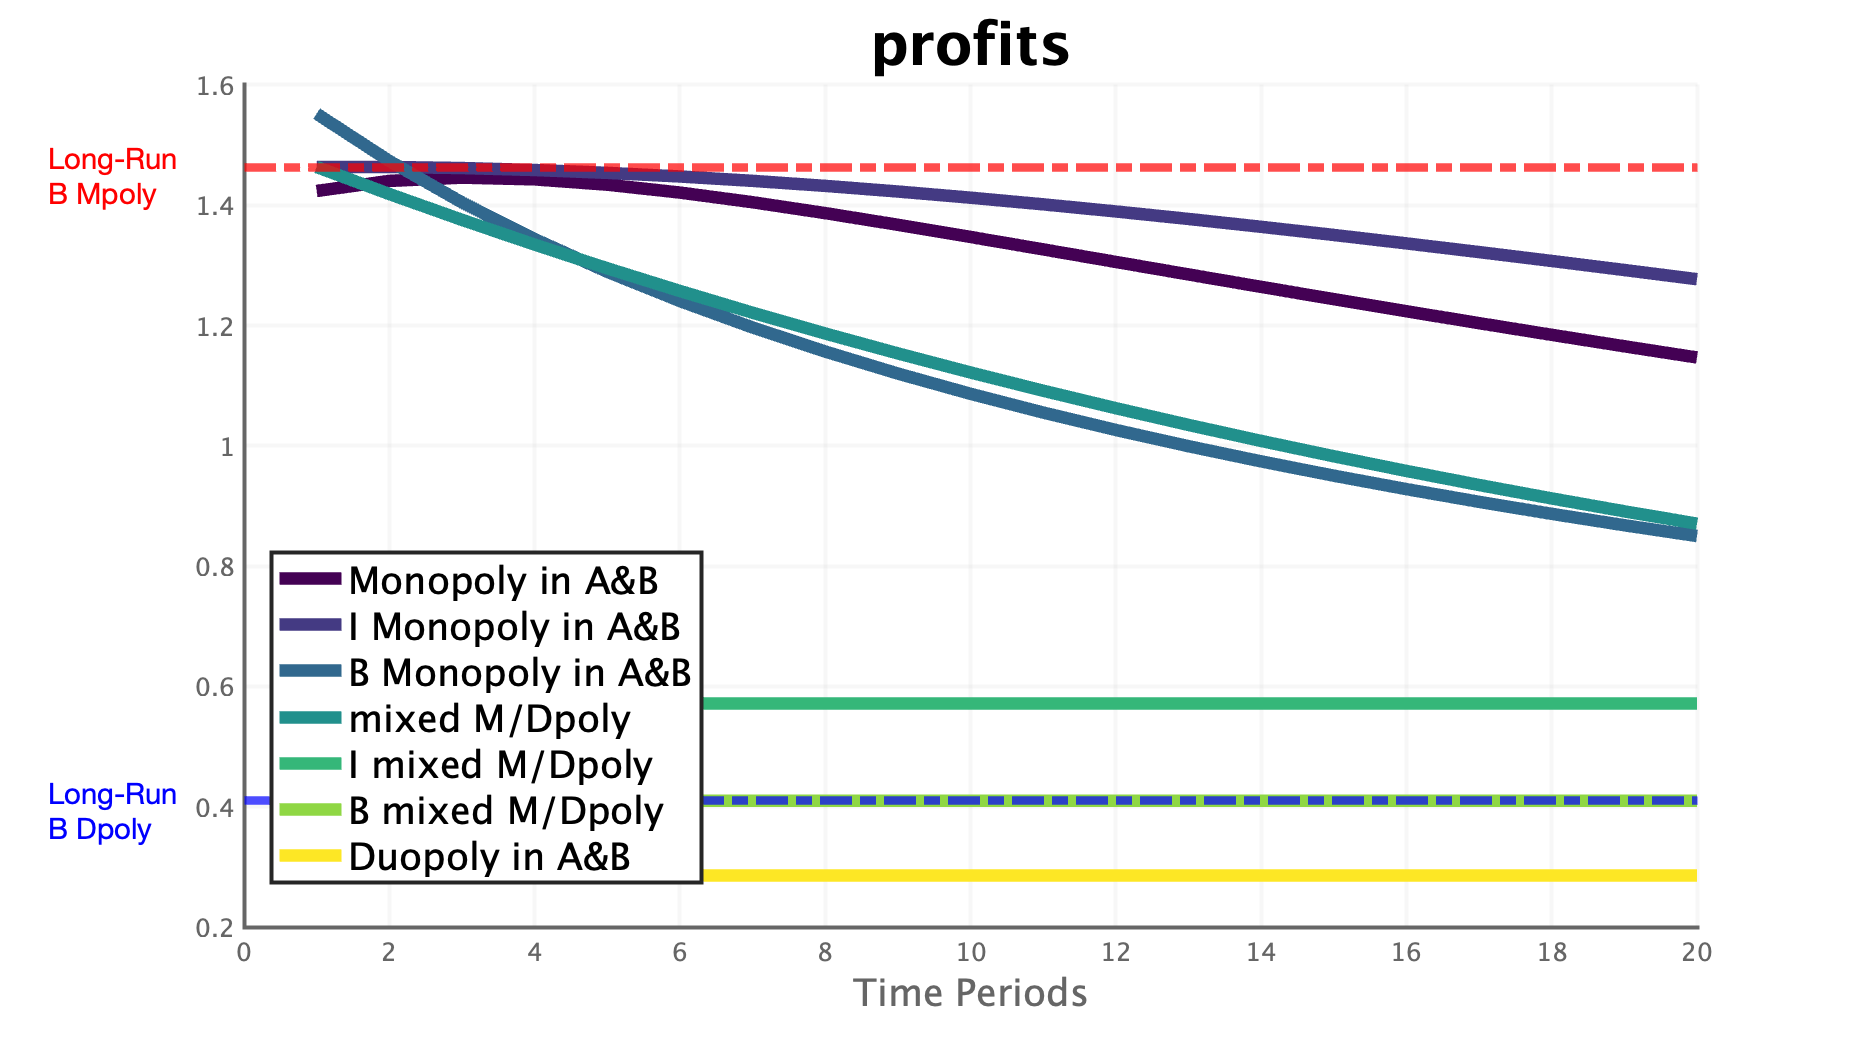 profits
1.6
1.4
1.2
1
0.8
0.6
0.4
0.2
Long-Run
B Mpoly
Long-Run
B Dpoly
Monopoly in A&B
I Monopoly in A&B
B Monopoly in A&B
mixed M/Dpoly
I mixed M/Dpoly
B mixed M/Dpoly
Duopoly in A&B
0 2 4 6 8 10 12 14 16 18 20
Time Periods